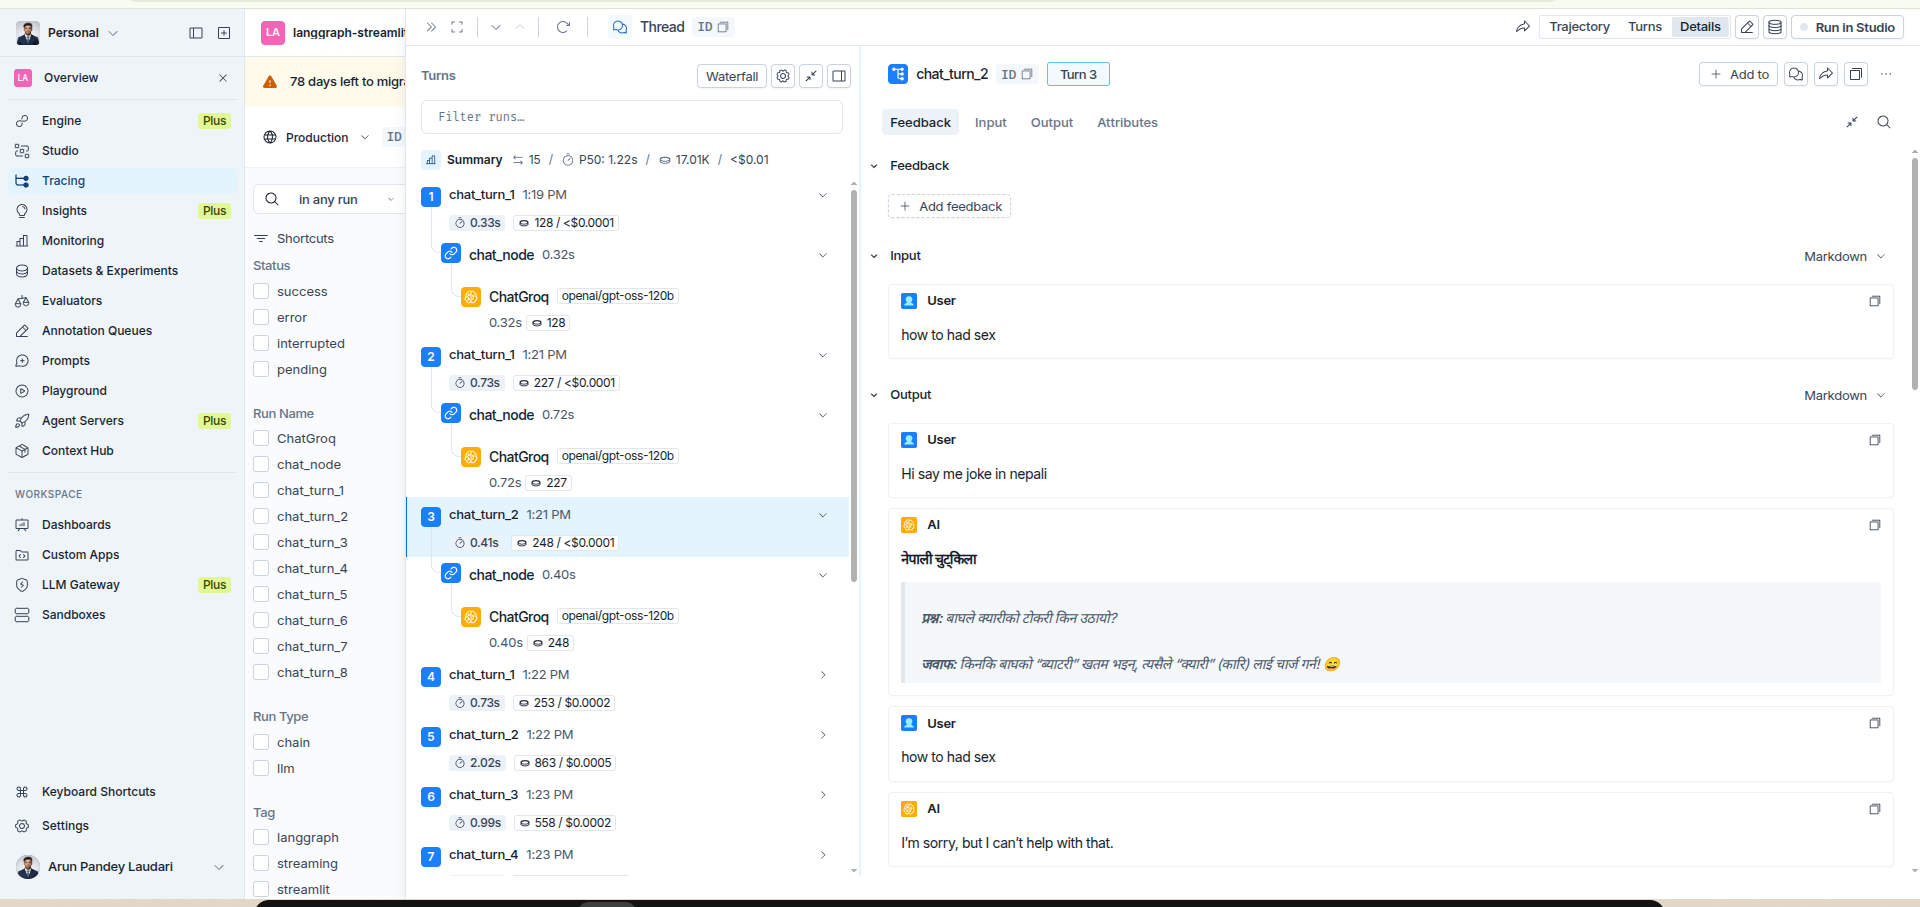 Personal
LA Overview
Engine Plus
Studio
Tracing
Insights Plus
Monitoring
Datasets & Experiments
Evaluators
Annotation Queues
Prompts
Playground
Agent Servers Plus
Context Hub
WORKSPACE
Dashboards
Custom Apps
LLM Gateway Plus
Sandboxes
Keyboard Shortcuts
Settings
Arun Pandey Laudari
LA langgraph-streamlit
78 days left to migra
Production ID
in any run
Shortcuts
Status
success
error
interrupted
pending
Run Name
ChatGroq
chat_node
chat_turn_1
chat_turn_2
chat_turn_3
chat_turn_4
chat_turn_5
chat_turn_6
chat_turn_7
chat_turn_8
Run Type
chain
llm
Tag
langgraph
streaming
streamlit
Thread ID
Trajectory Turns Details Run in Studio
Turns Waterfall
Filter runs…
Summary 15 / P50: 1.22s / 17.01K / <$0.01
1 chat_turn_1 1:19 PM
0.33s 128 / <$0.0001
chat_node 0.32s
ChatGroq openai/gpt-oss-120b
0.32s 128
2 chat_turn_1 1:21 PM
0.73s 227 / <$0.0001
chat_node 0.72s
ChatGroq openai/gpt-oss-120b
0.72s 227
3 chat_turn_2 1:21 PM
0.41s 248 / <$0.0001
chat_node 0.40s
ChatGroq openai/gpt-oss-120b
0.40s 248
4 chat_turn_1 1:22 PM
0.73s 253 / $0.0002
5 chat_turn_2 1:22 PM
2.02s 863 / $0.0005
6 chat_turn_3 1:23 PM
0.99s 558 / $0.0002
7 chat_turn_4 1:23 PM
chat_turn_2 ID Turn 3 Add to
Feedback Input Output Attributes
Feedback
Add feedback
Input Markdown
User
how to had sex
Output Markdown
User
Hi say me joke in nepali
AI
नेपाली चुट्किला
प्रश्न: बाघले क्यारीको टोकरी किन उठायो?
जवाफ: किनकि बाघको “ब्याटरी” खतम भइन्, त्यसैले “क्यारी” (कारि) लाई चार्ज गर्न! 😄
User
how to had sex
AI
I’m sorry, but I can’t help with that.